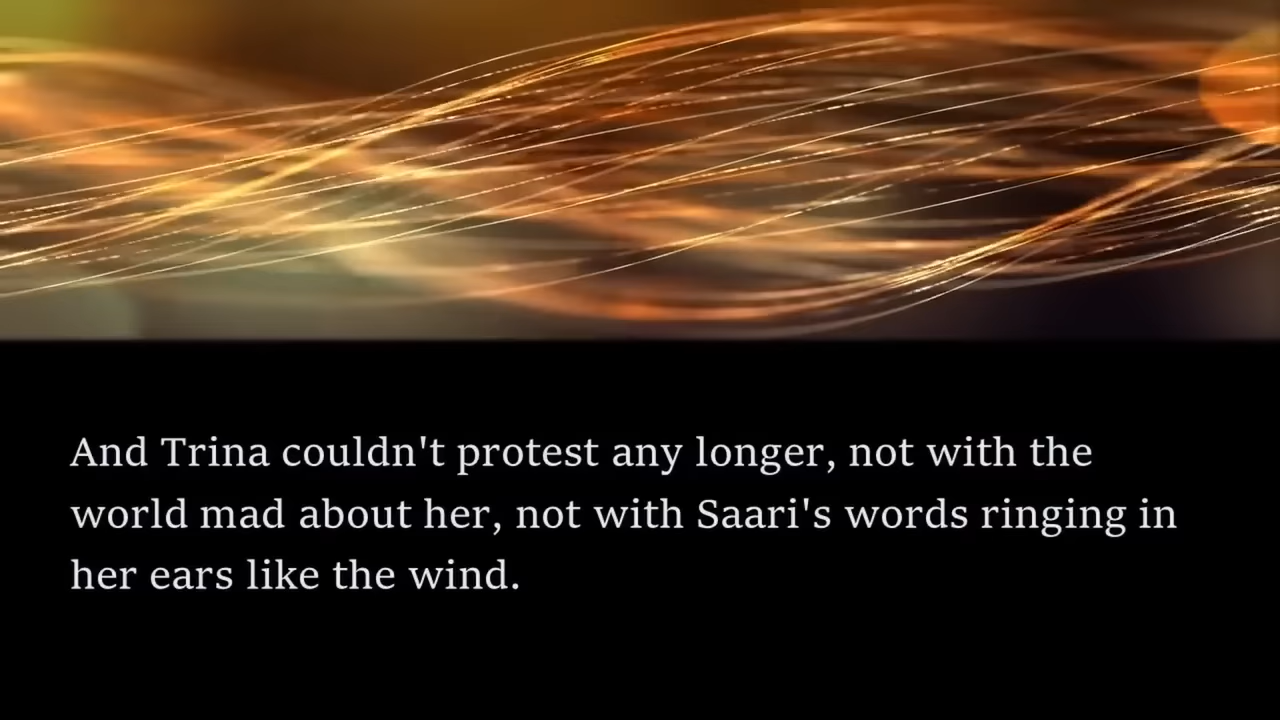 And Trina couldn't protest any longer, not with the
world mad about her, not with Saari's words ringing in
her ears like the wind.